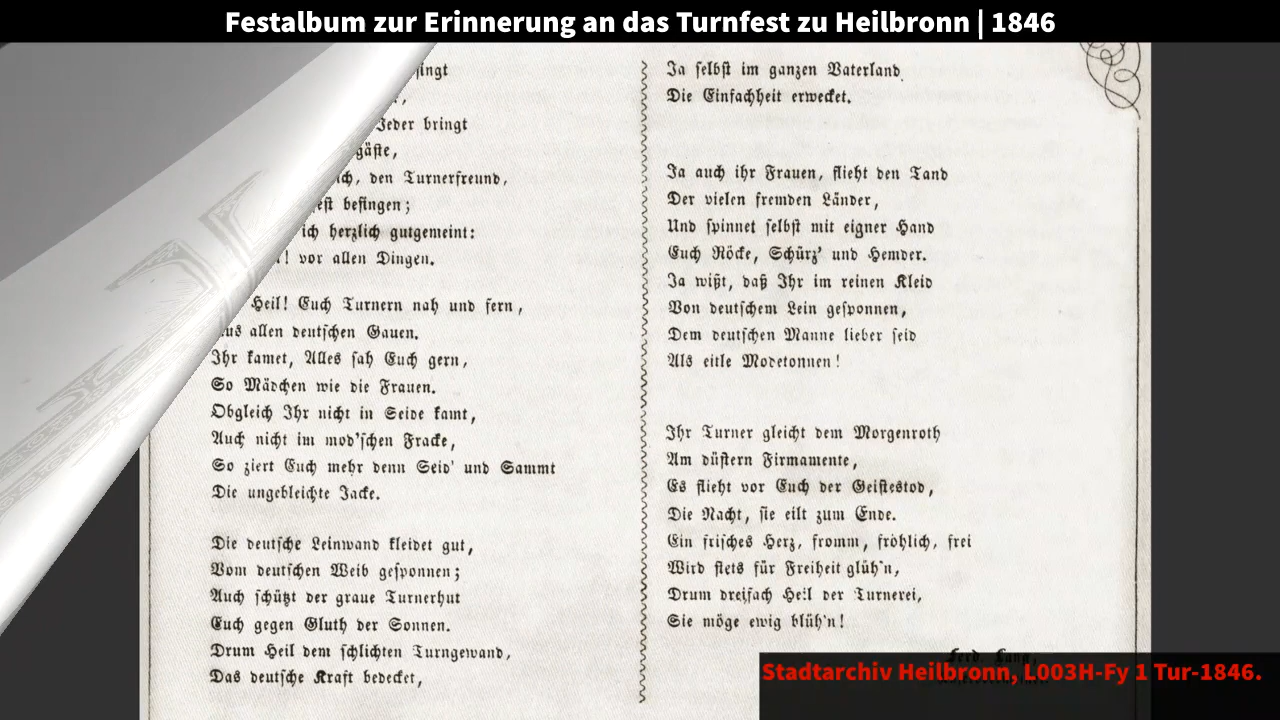 Festalbum zur Erinnerung an das Turnfest zu Heilbronn | 1846
Jeder bringt
den Turnerfreund,
besingen;
ich herzlich gutgemeint:
vor allen Dingen.
Heil! Euch Turnern nah und fern,
Aus allen deutschen Gauen.
Ihr kamet, Alles sah Euch gern,
So Mädchen wie die Frauen.
Obgleich Ihr nicht in Seide kamt,
Auch nicht im mod'schen Fracke,
So ziert Euch mehr denn Seid' und Sammt
Die ungebleichte Jacke.
Die deutsche Leinwand kleidet gut,
Vom deutschen Weib gesponnen;
Auch schützt der graue Turnerhut
Euch gegen Gluth der Sonnen.
Drum Heil dem schlichten Turngewand,
Das deutsche Kraft bedecket,
Ja selbst im ganzen Vaterland
Die Einfachheit erwecket.
Ja auch ihr Frauen, flieht den Tand
Der vielen fremden Länder,
Und spinnet selbst mit eigner Hand
Euch Röcke, Schürz' und Hemder.
Ja wißt, daß Ihr im reinen Kleid
Von deutschem Lein gesponnen,
Dem deutschen Manne lieber seid
Als eitle Modetonnen!
Ihr Turner gleicht dem Morgenroth
Am düstern Firmamente,
Es flieht vor Euch der Geistestod,
Die Nacht, sie eilt zum Ende.
Ein frisches Herz, fromm, fröhlich, frei
Wird stets für Freiheit glüh'n,
Drum dreifach Heil der Turnerei,
Sie möge ewig blüh'n!
Ferd. Lang,
Stadtarchiv Heilbronn, L003H-Fy 1 Tur-1846.